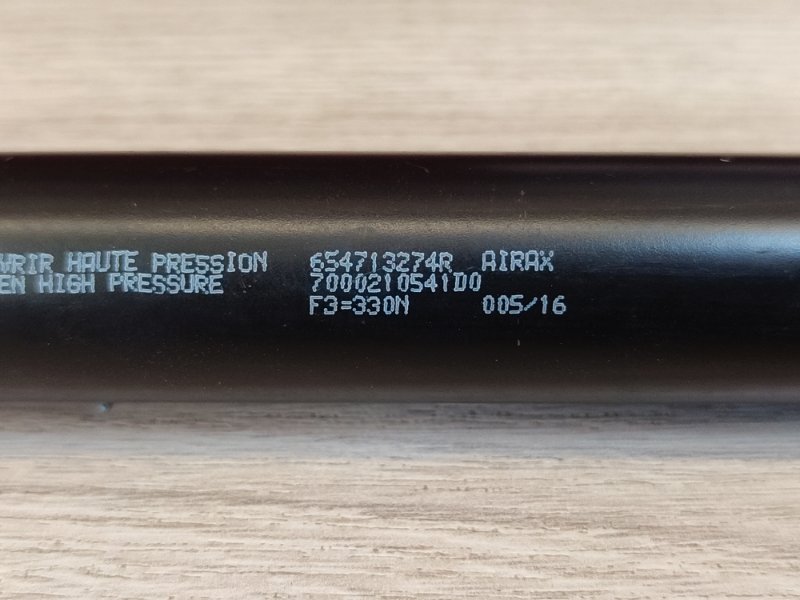 VRIR HAUTE PRESSION 654713274R AIRAX
EN HIGH PRESSURE 7000210541D0
F3=330N 005/16